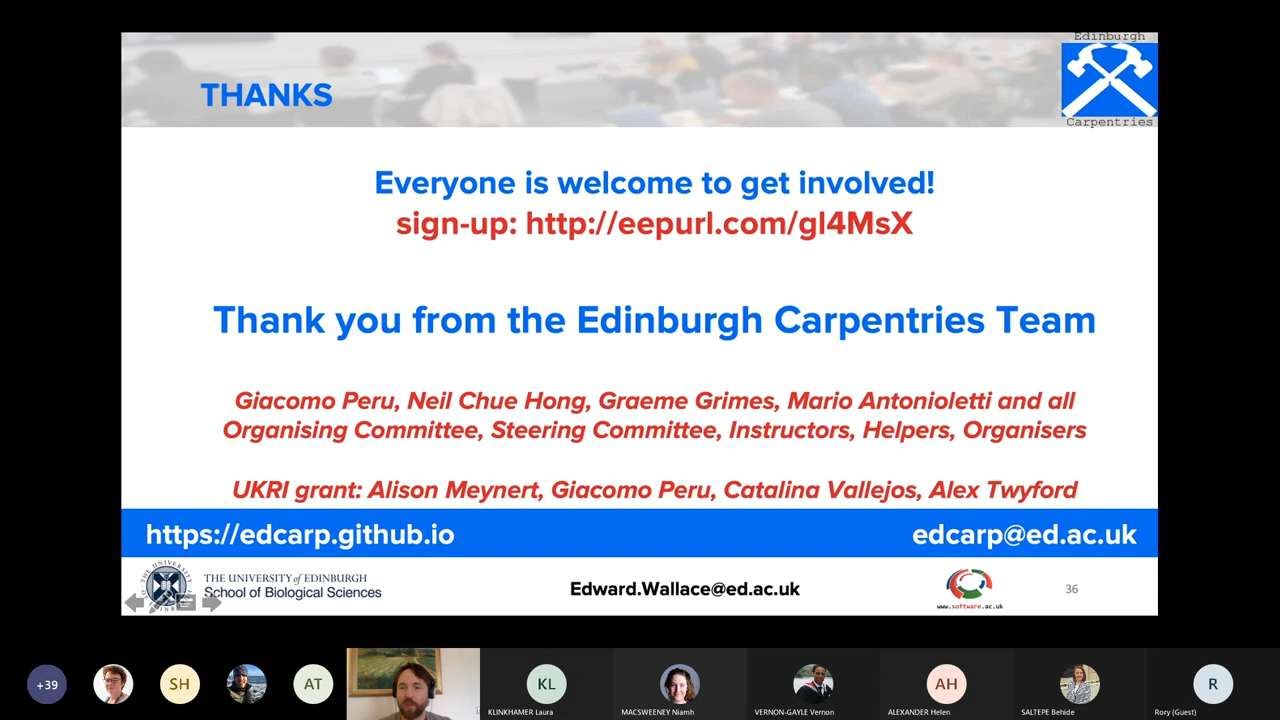 Edinburgh
Carpentries
THANKS
Everyone is welcome to get involved!
sign-up: http://eepurl.com/gl4MsX
Thank you from the Edinburgh Carpentries Team
Giacomo Peru, Neil Chue Hong, Graeme Grimes, Mario Antonioletti and all
Organising Committee, Steering Committee, Instructors, Helpers, Organisers
UKRI grant: Alison Meynert, Giacomo Peru, Catalina Vallejos, Alex Twyford
https://edcarp.github.io
edcarp@ed.ac.uk
THE UNIVERSITY of EDINBURGH
School of Biological Sciences
Edward.Wallace@ed.ac.uk
www.software.ac.uk
36
+39
SH
AT
KL
KLINKHAMER Laura
MACSWEENEY Niamh
VERNON-GAYLE Vernon
AH
ALEXANDER Helen
SALTEPE Behide
R
Rory (Guest)